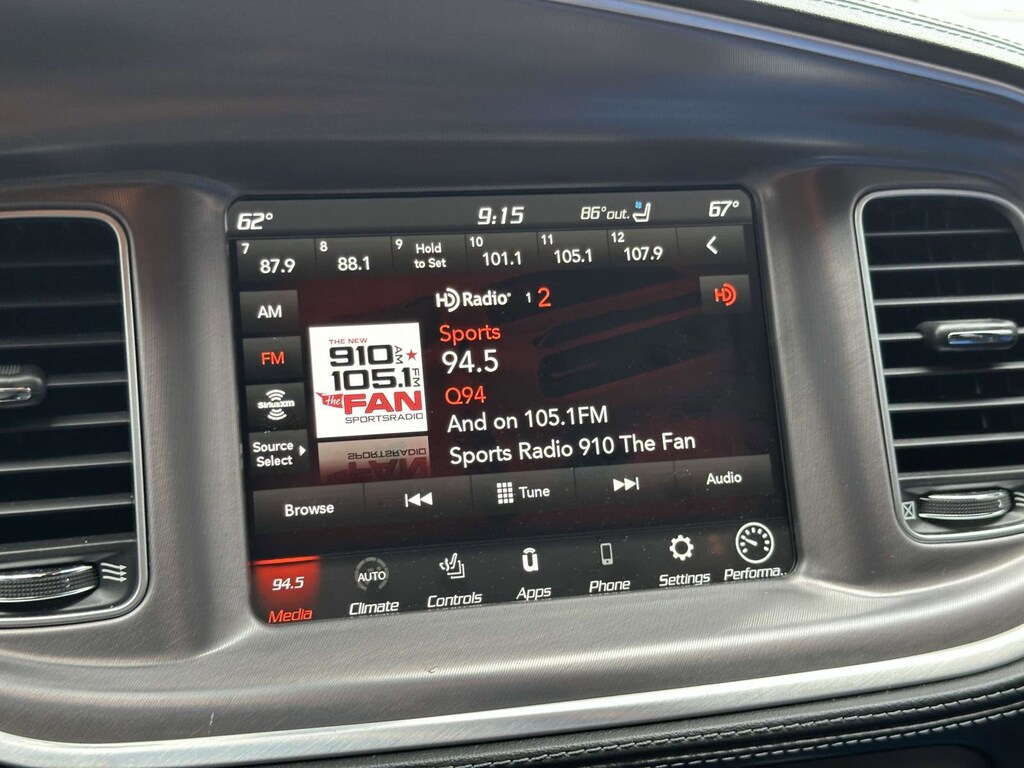 62° 9:15 86°out. 67°
7 87.9 8 88.1 9 Hold to Set 10 101.1 11 105.1 12 107.9
AM
HD Radio 1 2
HD
FM
Sports
94.5
Q94
And on 105.1FM
Sports Radio 910 The Fan
THE NEW
910 AM
105.1 FM
the FAN
SPORTSRADIO
SiriusXM
Source
Select
SPORTSRADIO
FAN
Browse Tune Audio
94.5
Media
AUTO
Climate Controls Apps Phone Settings Performa..